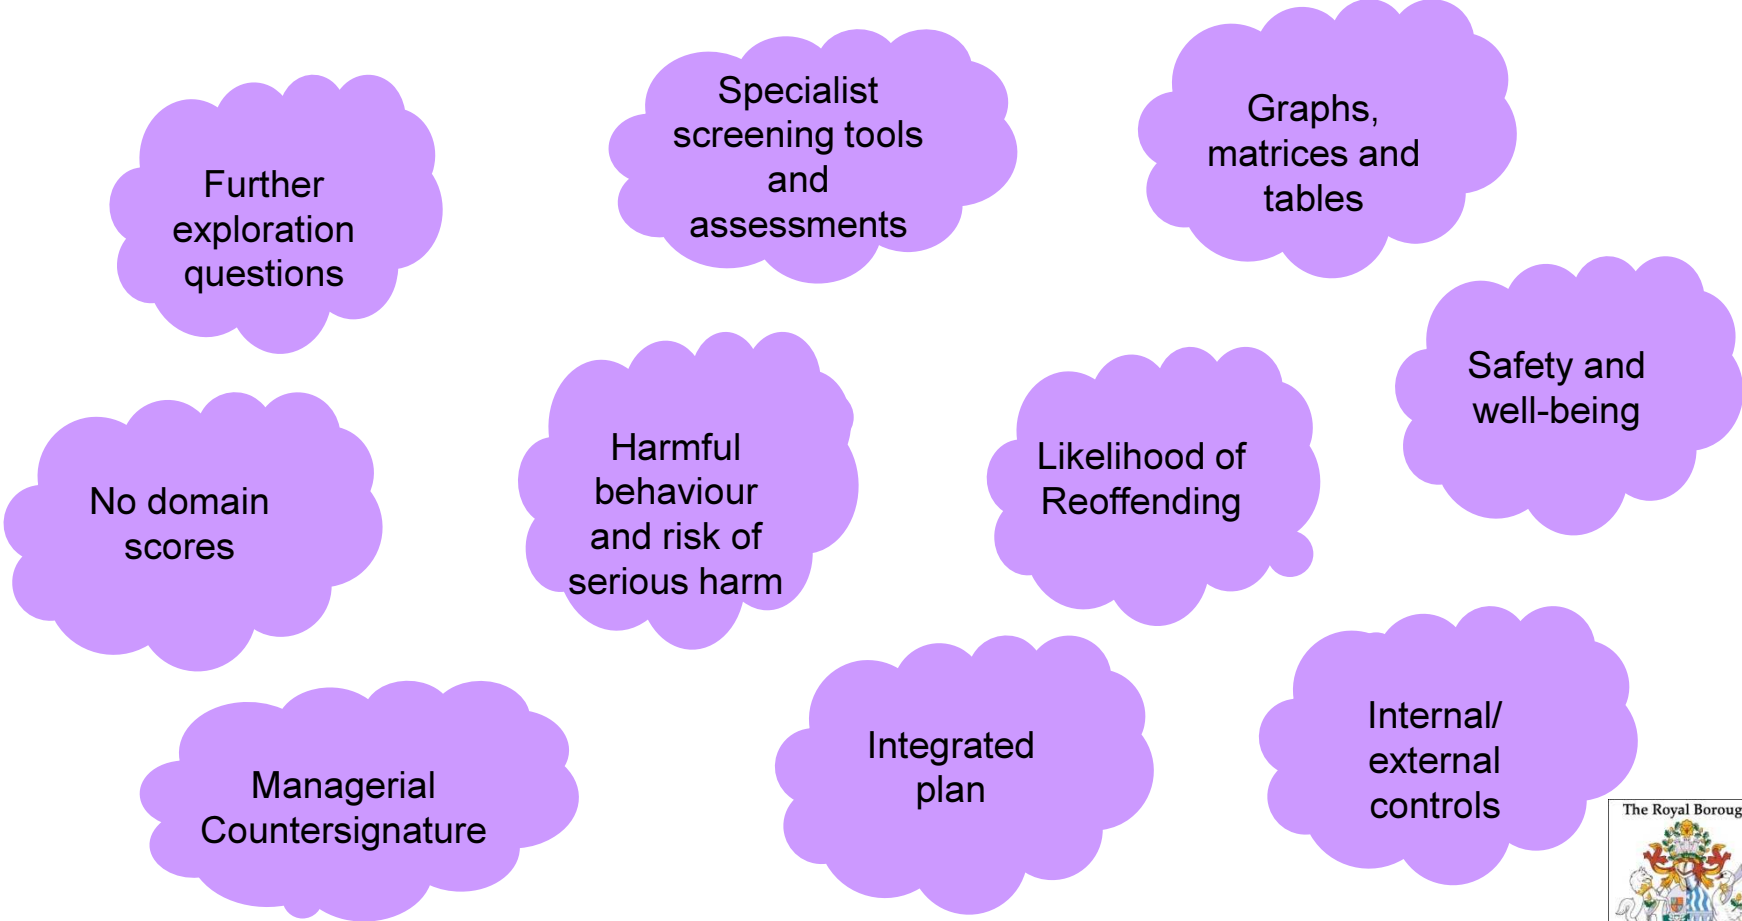 Further
exploration
questions
Specialist
screening tools
and
assessments
Graphs,
matrices and
tables
Safety and
well-being
No domain
scores
Harmful
behaviour
and risk of
serious harm
Likelihood of
Reoffending
Managerial
Countersignature
Integrated
plan
Internal/
external
controls
The Royal Boroug